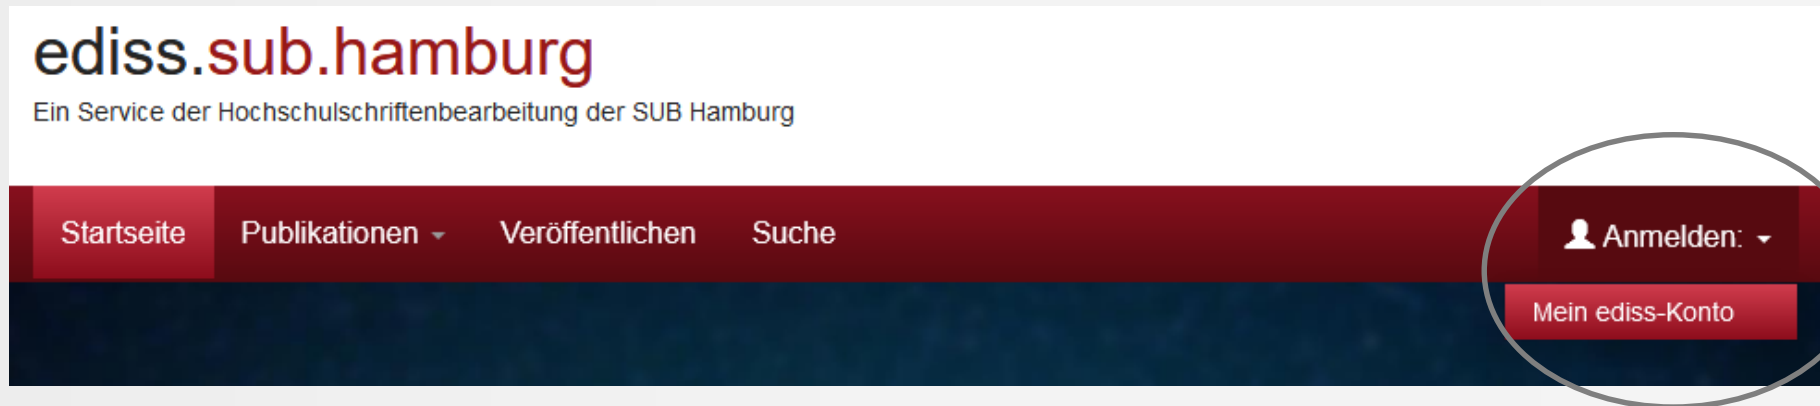 ediss.sub.hamburg
Ein Service der Hochschulschriftenbearbeitung der SUB Hamburg
Startseite Publikationen Veröffentlichen Suche Anmelden:
Mein ediss-Konto